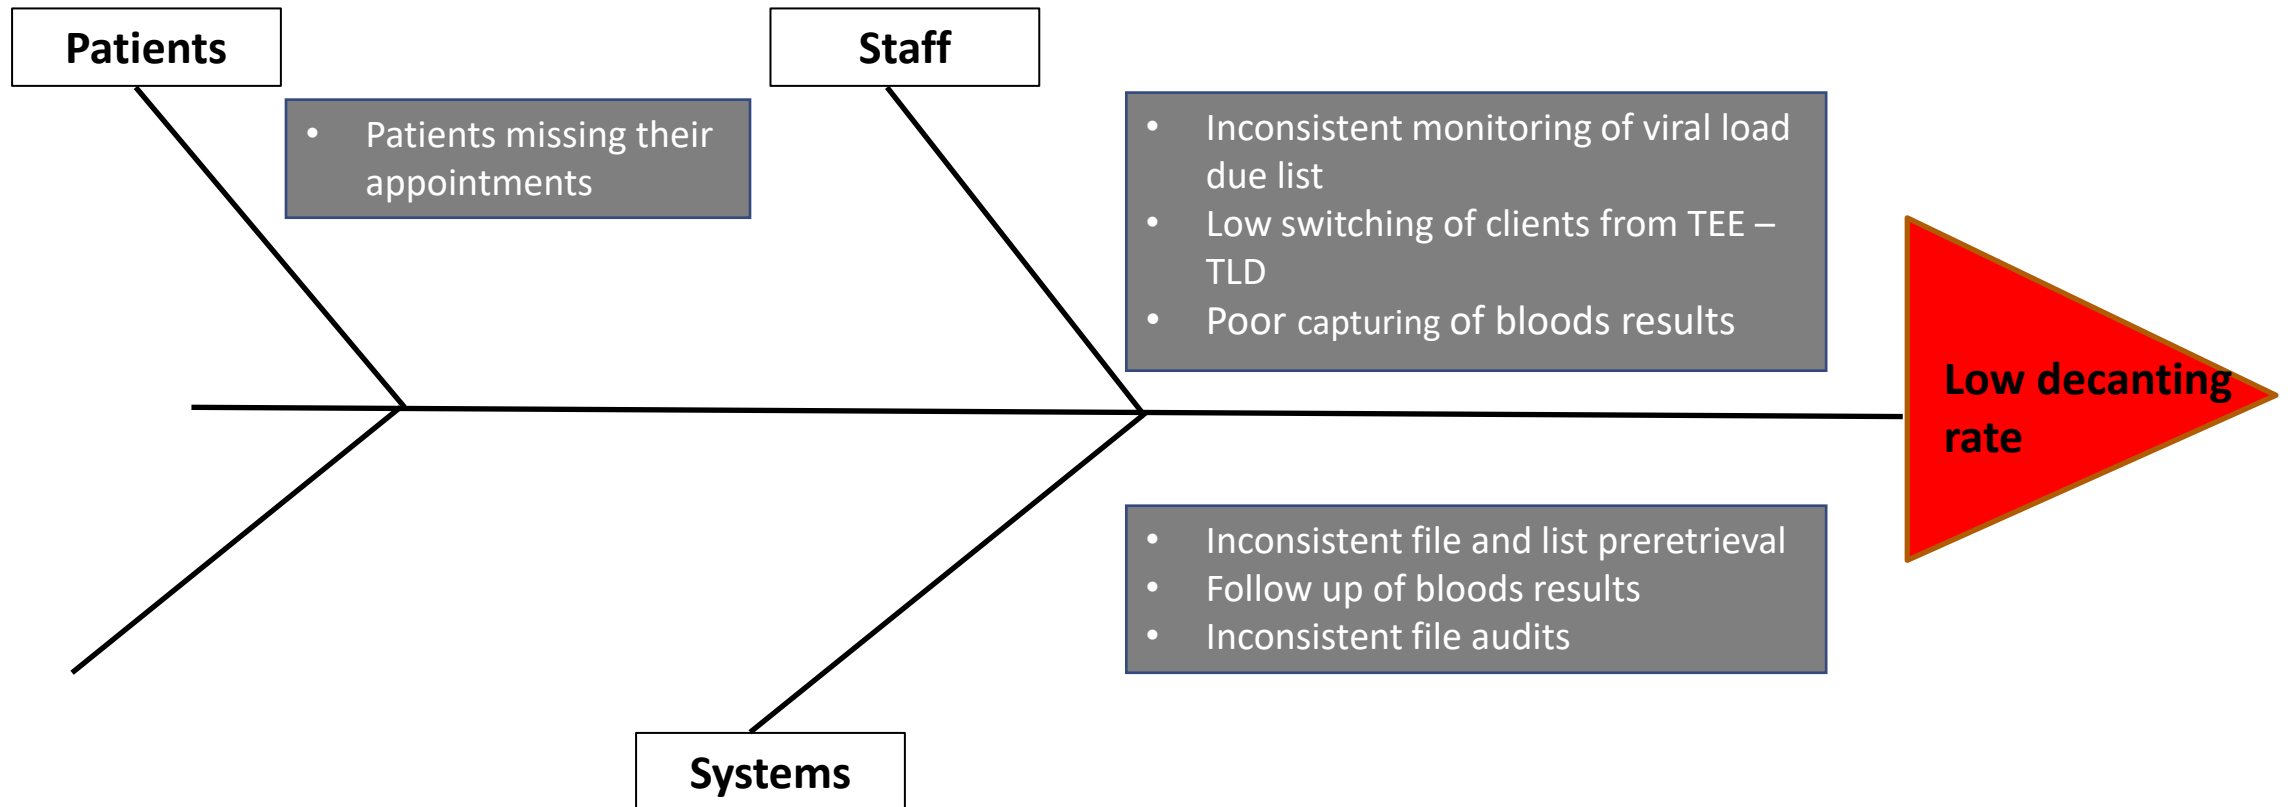 Patients
Staff
• Patients missing their
appointments
• Inconsistent monitoring of viral load
due list
• Low switching of clients from TEE –
TLD
• Poor capturing of bloods results
Low decanting
rate
• Inconsistent file and list preretrieval
• Follow up of bloods results
• Inconsistent file audits
Systems